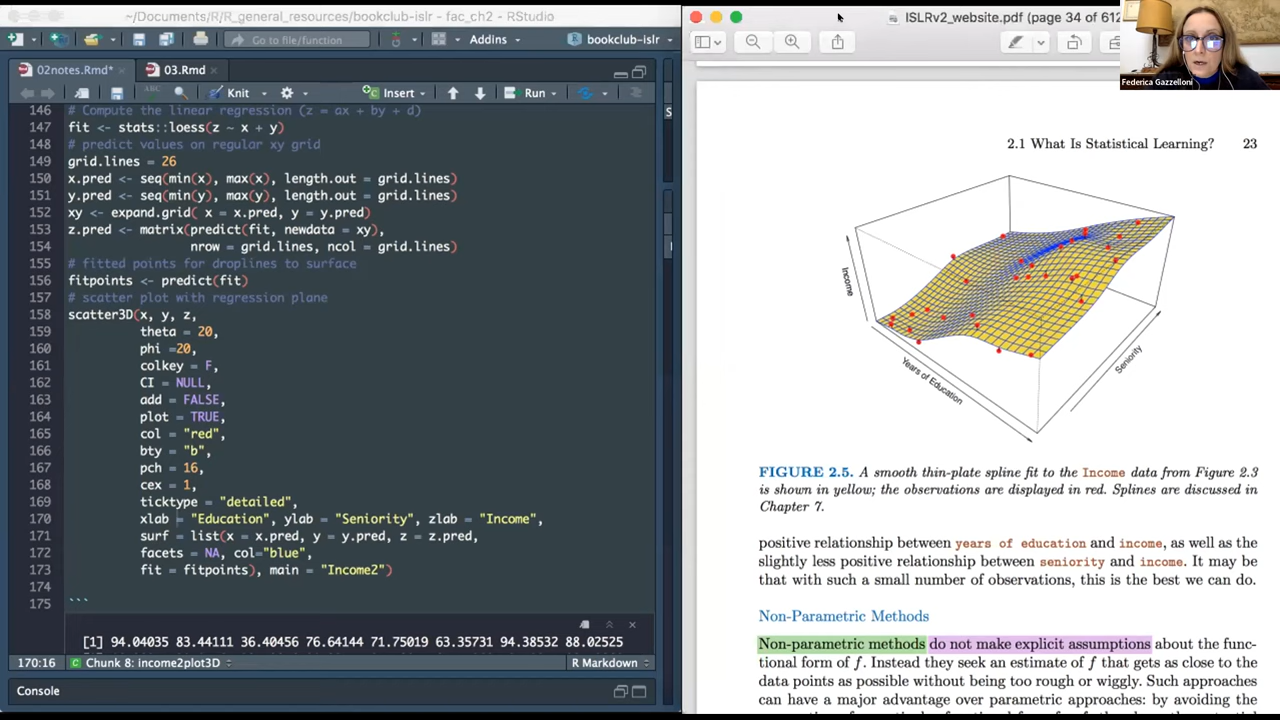 ~/Documents/R/R_general_resources/bookclub-islr - fac_ch2 - RStudio
Go to file/function
Addins
bookclub-islr
02notes.Rmd*
03.Rmd
ABC
Knit
Insert
Run
146 # Compute the linear regression (z = ax + by + d)
147 fit <- stats::loess(z ~ x + y)
148 # predict values on regular xy grid
149 grid.lines = 26
150 x.pred <- seq(min(x), max(x), length.out = grid.lines)
151 y.pred <- seq(min(y), max(y), length.out = grid.lines)
152 xy <- expand.grid( x = x.pred, y = y.pred)
153 z.pred <- matrix(predict(fit, newdata = xy),
154 nrow = grid.lines, ncol = grid.lines)
155 # fitted points for droplines to surface
156 fitpoints <- predict(fit)
157 # scatter plot with regression plane
158 scatter3D(x, y, z,
159 theta = 20,
160 phi =20,
161 colkey = F,
162 CI = NULL,
163 add = FALSE,
164 plot = TRUE,
165 col = "red",
166 bty = "b",
167 pch = 16,
168 cex = 1,
169 ticktype = "detailed",
170 xlab = "Education", ylab = "Seniority", zlab = "Income",
171 surf = list(x = x.pred, y = y.pred, z = z.pred,
172 facets = NA, col="blue",
173 fit = fitpoints), main = "Income2")
174
175 ```
[1] 94.04035 83.44111 36.40456 76.64144 71.75019 63.35731 94.38532 88.02525
170:16 Chunk 8: income2plot3D R Markdown
Console
ISLRv2_website.pdf (page 34 of 612
Federica Gazzelloni
2.1 What Is Statistical Learning? 23
Income
Years of Education
Seniority
FIGURE 2.5. A smooth thin-plate spline fit to the Income data from Figure 2.3
is shown in yellow; the observations are displayed in red. Splines are discussed in
Chapter 7.
positive relationship between years of education and income, as well as the
slightly less positive relationship between seniority and income. It may be
that with such a small number of observations, this is the best we can do.
Non-Parametric Methods
Non-parametric methods do not make explicit assumptions about the func-
tional form of f. Instead they seek an estimate of f that gets as close to the
data points as possible without being too rough or wiggly. Such approaches
can have a major advantage over parametric approaches: by avoiding the